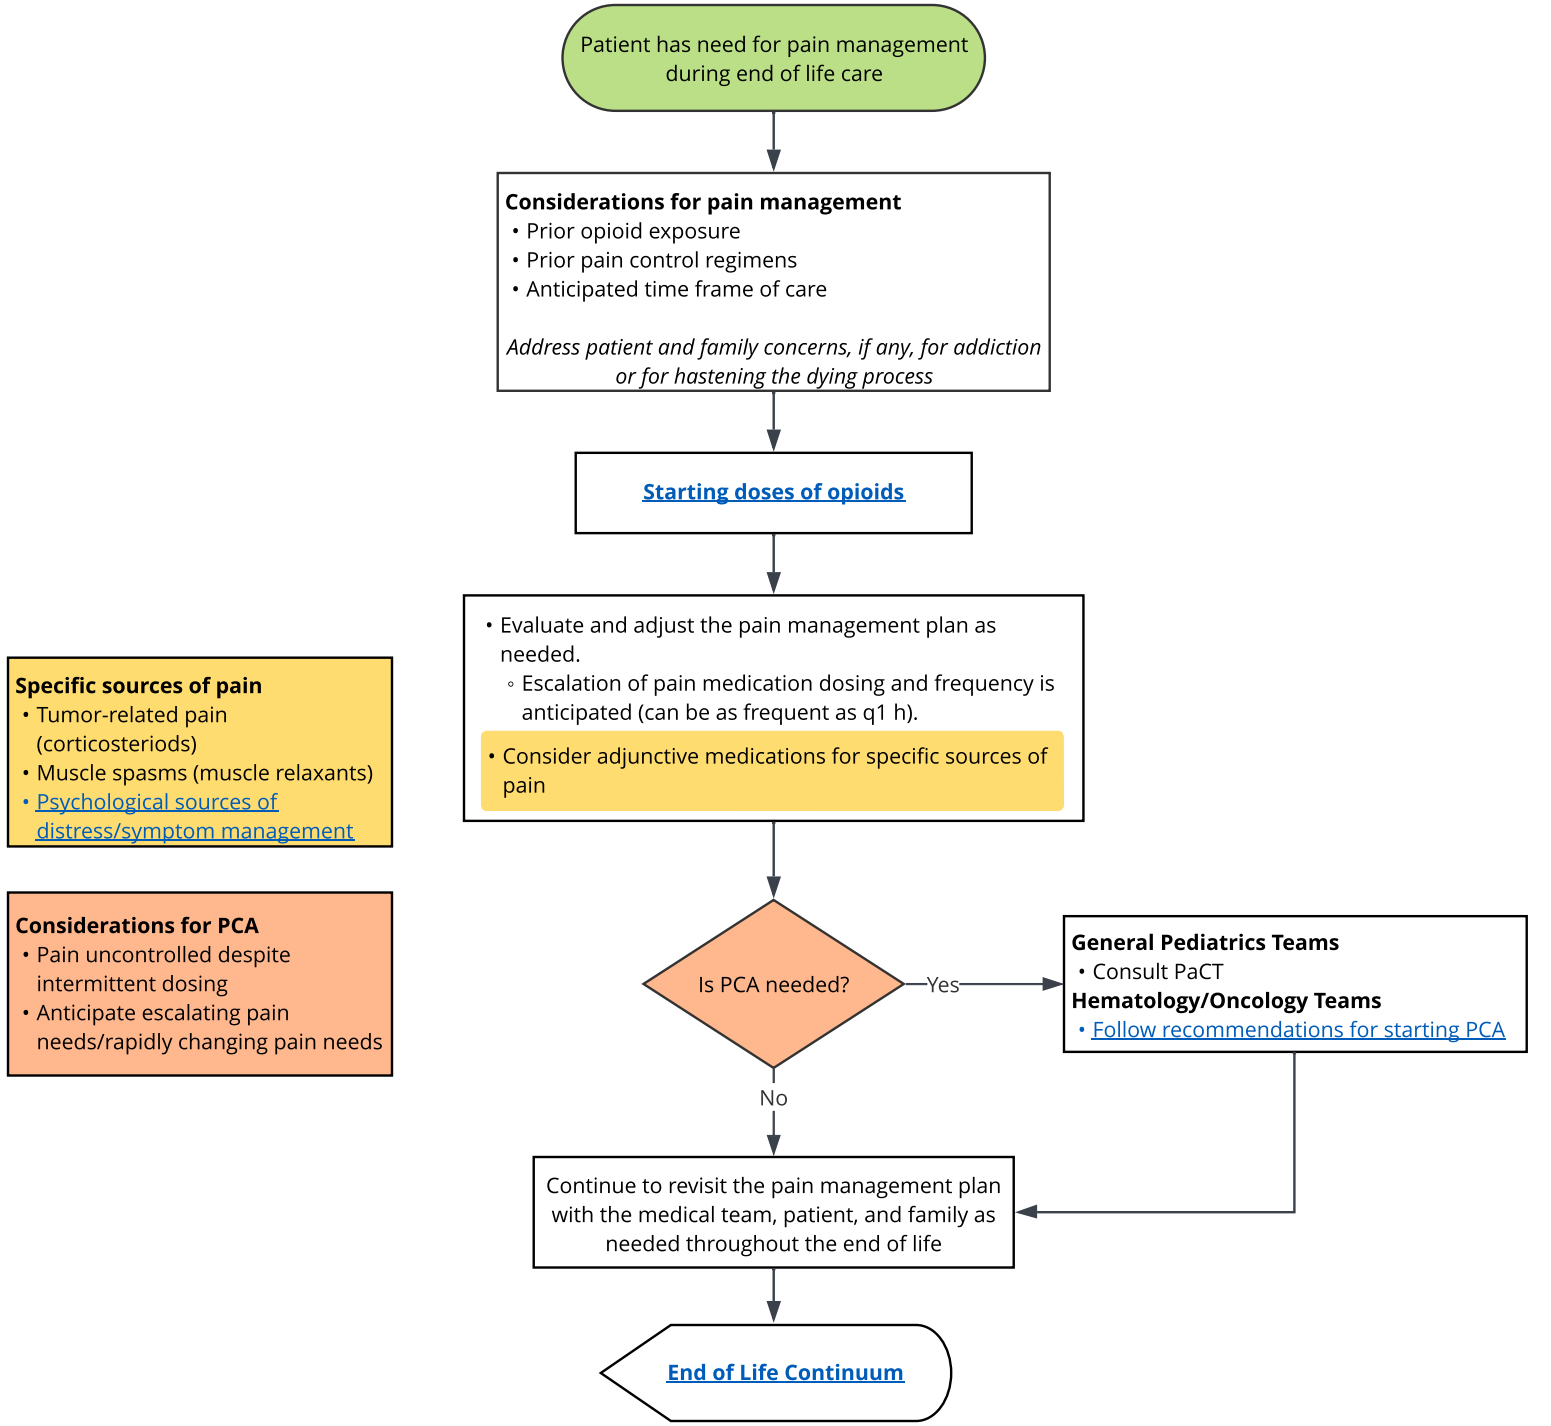 Patient has need for pain management
during end of life care
Considerations for pain management
• Prior opioid exposure
• Prior pain control regimens
• Anticipated time frame of care
Address patient and family concerns, if any, for addiction
or for hastening the dying process
Starting doses of opioids
• Evaluate and adjust the pain management plan as
needed.
◦ Escalation of pain medication dosing and frequency is
anticipated (can be as frequent as q1 h).
• Consider adjunctive medications for specific sources of
pain
Specific sources of pain
• Tumor-related pain
(corticosteriods)
• Muscle spasms (muscle relaxants)
• Psychological sources of
distress/symptom management
Considerations for PCA
• Pain uncontrolled despite
intermittent dosing
• Anticipate escalating pain
needs/rapidly changing pain needs
Is PCA needed?
Yes
General Pediatrics Teams
• Consult PaCT
Hematology/Oncology Teams
• Follow recommendations for starting PCA
No
Continue to revisit the pain management plan
with the medical team, patient, and family as
needed throughout the end of life
End of Life Continuum